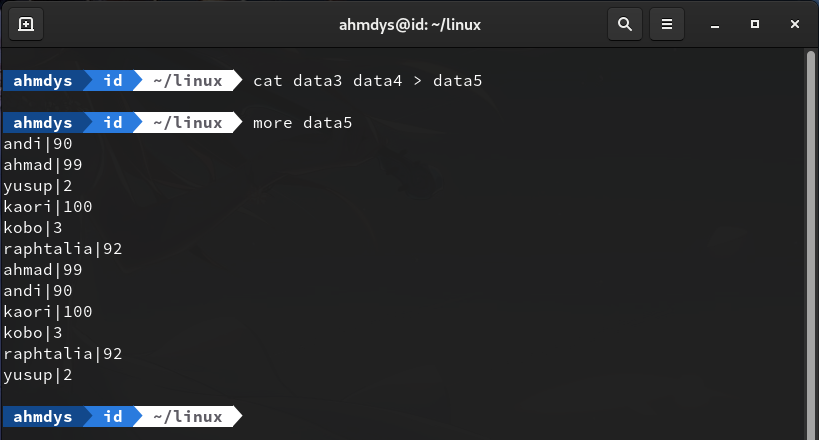 ahmdys@id: ~/linux
ahmdys id ~/linux cat data3 data4 > data5
ahmdys id ~/linux more data5
andi|90
ahmad|99
yusup|2
kaori|100
kobo|3
raphtalia|92
ahmad|99
andi|90
kaori|100
kobo|3
raphtalia|92
yusup|2
ahmdys id ~/linux